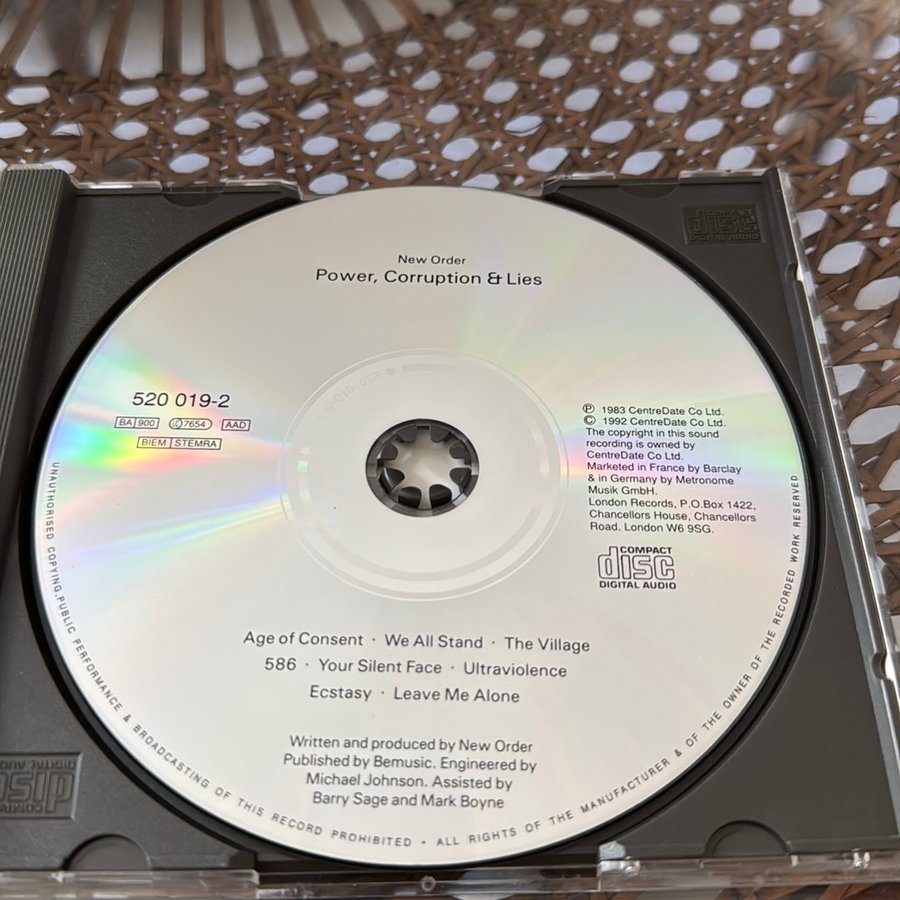 New Order
Power, Corruption & Lies
520 019-2
BA 900 LC 7654 AAD
BIEM STEMRA
℗ 1983 CentreDate Co Ltd.
© 1992 CentreDate Co Ltd.
The copyright in this sound
recording is owned by
CentreDate Co Ltd.
Marketed in France by Barclay
& in Germany by Metronome
Musik GmbH.
London Records, P.O.Box 1422,
Chancellors House, Chancellors
Road, London W6 9SG.
COMPACT
disc
DIGITAL AUDIO
Age of Consent · We All Stand · The Village
586 · Your Silent Face · Ultraviolence
Ecstasy · Leave Me Alone
Written and produced by New Order
Published by Bemusic. Engineered by
Michael Johnson. Assisted by
Barry Sage and Mark Boyne
UNAUTHORISED COPYING, PUBLIC PERFORMANCE & BROADCASTING OF THIS RECORD PROHIBITED • ALL RIGHTS OF THE MANUFACTURER & OF THE OWNER OF THE RECORDED WORK RESERVED
COMPACT
disc
DIGITAL AUDIO